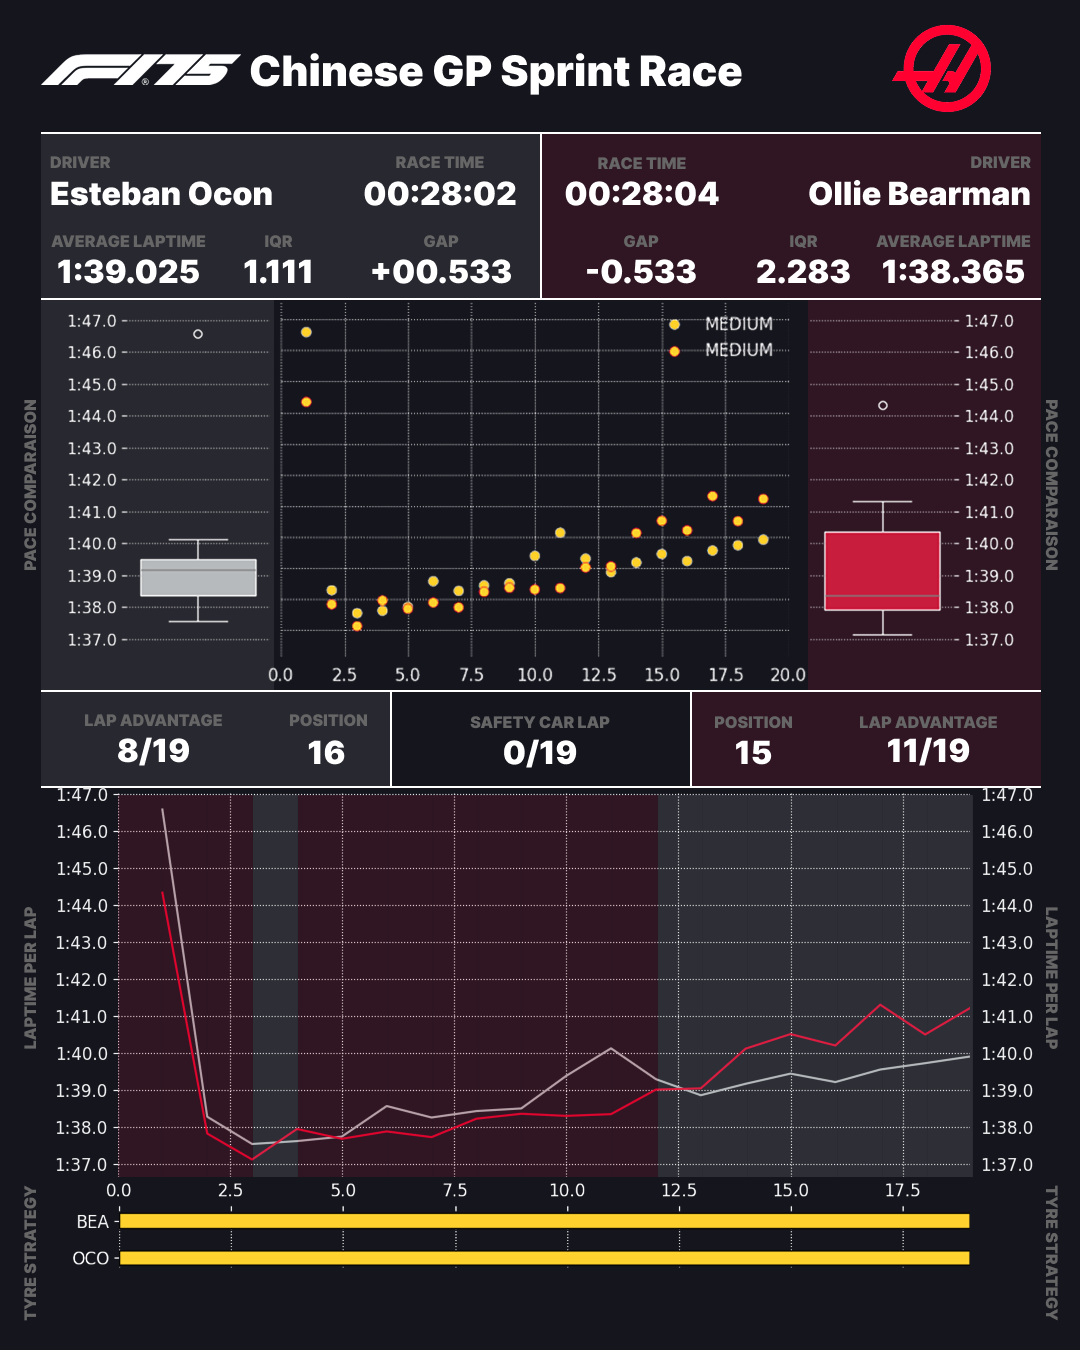 F1 75® Chinese GP Sprint Race
DRIVER RACE TIME RACE TIME DRIVER
Esteban Ocon 00:28:02 00:28:04 Ollie Bearman
AVERAGE LAPTIME IQR GAP GAP IQR AVERAGE LAPTIME
1:39.025 1.111 +00.533 -0.533 2.283 1:38.365
PACE COMPARAISON
1:47.0
1:46.0
1:45.0
1:44.0
1:43.0
1:42.0
1:41.0
1:40.0
1:39.0
1:38.0
1:37.0
MEDIUM
MEDIUM
0.0 2.5 5.0 7.5 10.0 12.5 15.0 17.5 20.0
1:47.0
1:46.0
1:45.0
1:44.0
1:43.0
1:42.0
1:41.0
1:40.0
1:39.0
1:38.0
1:37.0
PACE COMPARAISON
LAP ADVANTAGE POSITION SAFETY CAR LAP POSITION LAP ADVANTAGE
8/19 16 0/19 15 11/19
LAPTIME PER LAP
1:47.0
1:46.0
1:45.0
1:44.0
1:43.0
1:42.0
1:41.0
1:40.0
1:39.0
1:38.0
1:37.0
1:47.0
1:46.0
1:45.0
1:44.0
1:43.0
1:42.0
1:41.0
1:40.0
1:39.0
1:38.0
1:37.0
LAPTIME PER LAP
0.0 2.5 5.0 7.5 10.0 12.5 15.0 17.5
TYRE STRATEGY
BEA
OCO
TYRE STRATEGY